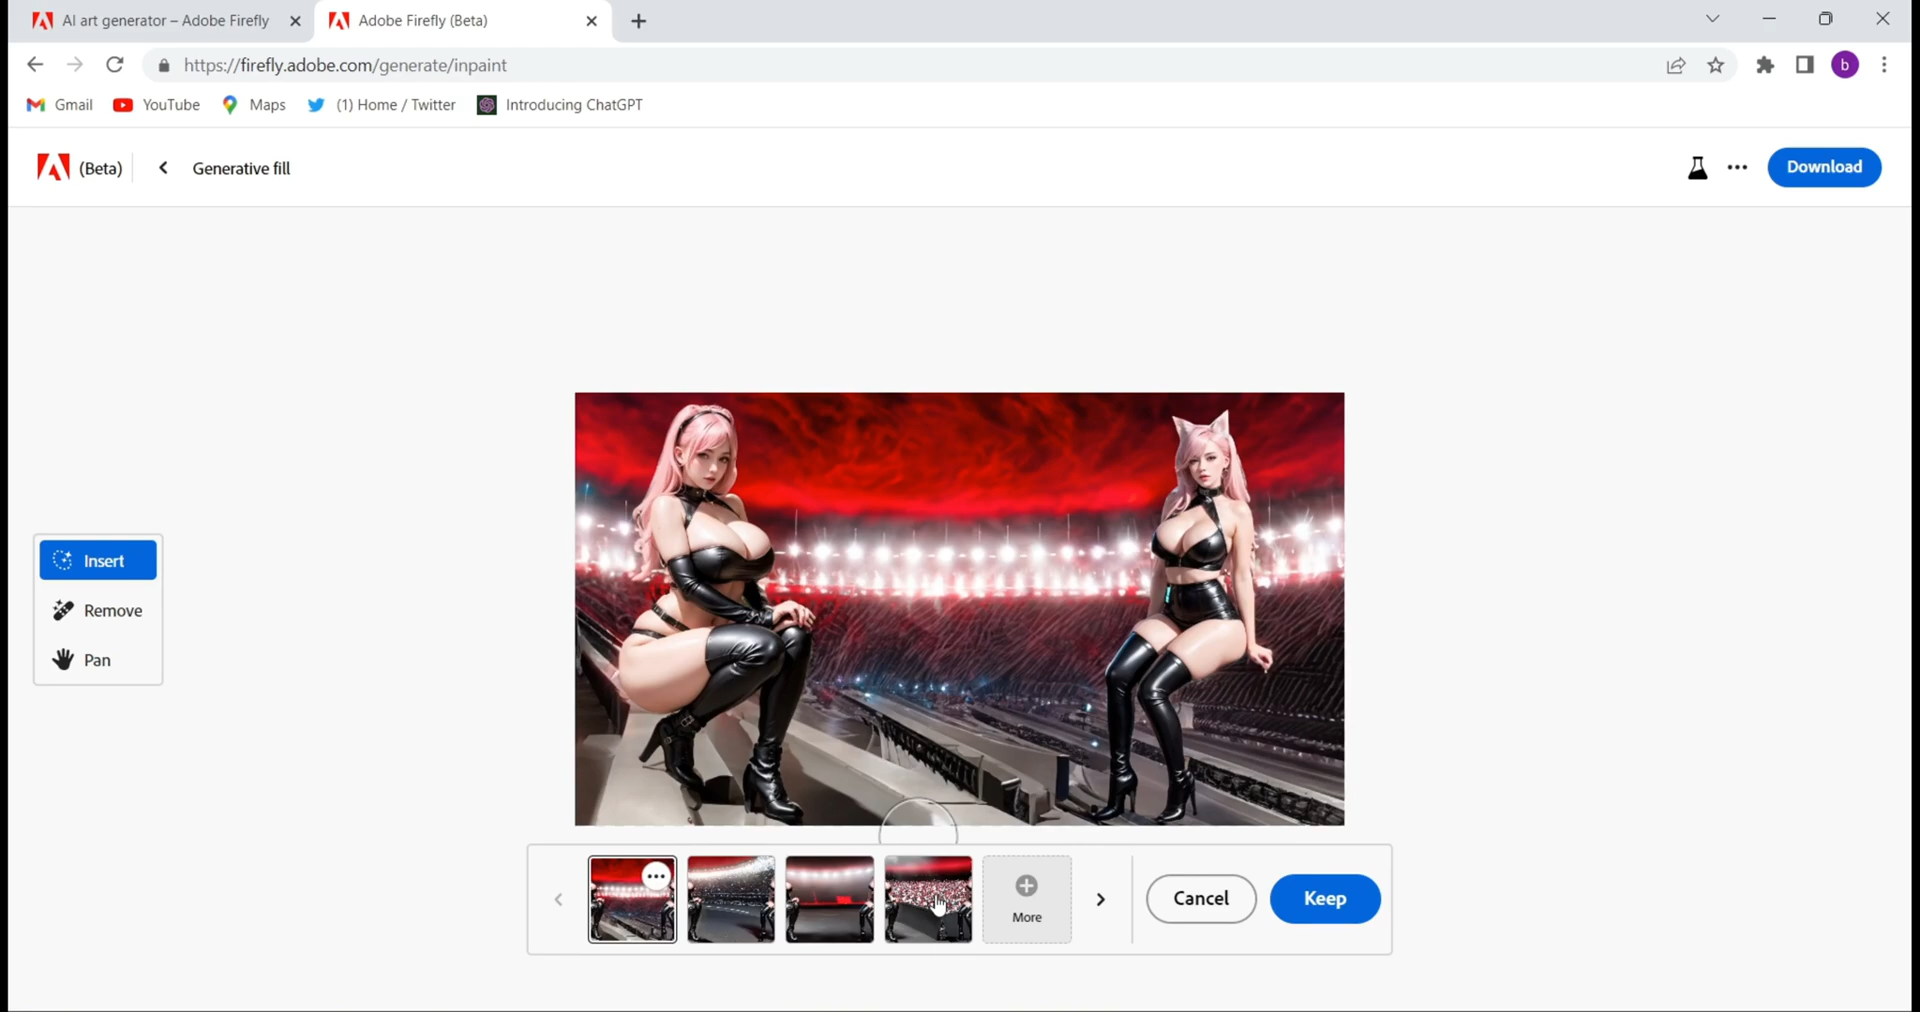 AI art generator – Adobe Firefly
Adobe Firefly (Beta)
https://firefly.adobe.com/generate/inpaint
b
Gmail
YouTube
Maps
(1) Home / Twitter
Introducing ChatGPT
(Beta)
Generative fill
Download
Insert
Remove
Pan
More
Cancel
Keep